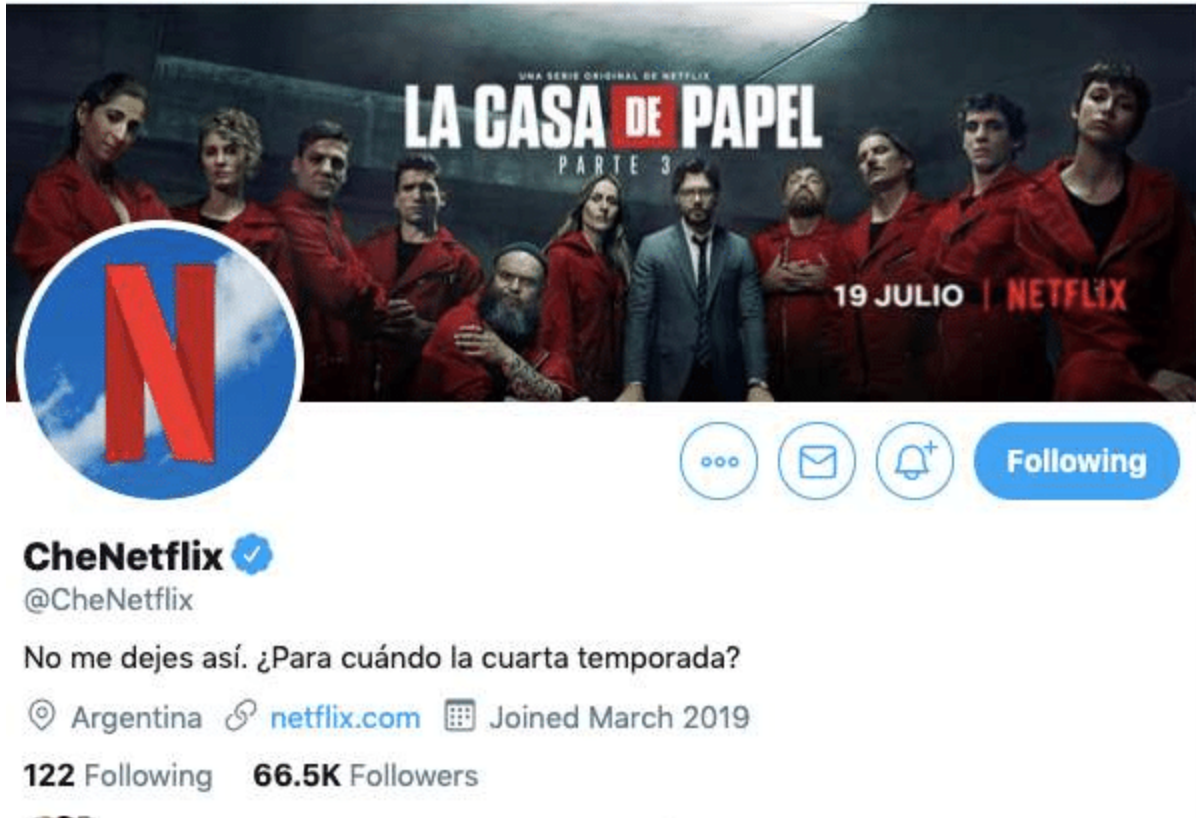 UNA SERIE ORIGINAL DE NETFLIX
LA CASA DE PAPEL
PARTE 3
19 JULIO | NETFLIX
N
Following
CheNetflix
@CheNetflix
No me dejes así. ¿Para cuándo la cuarta temporada?
Argentina netflix.com Joined March 2019
122 Following 66.5K Followers